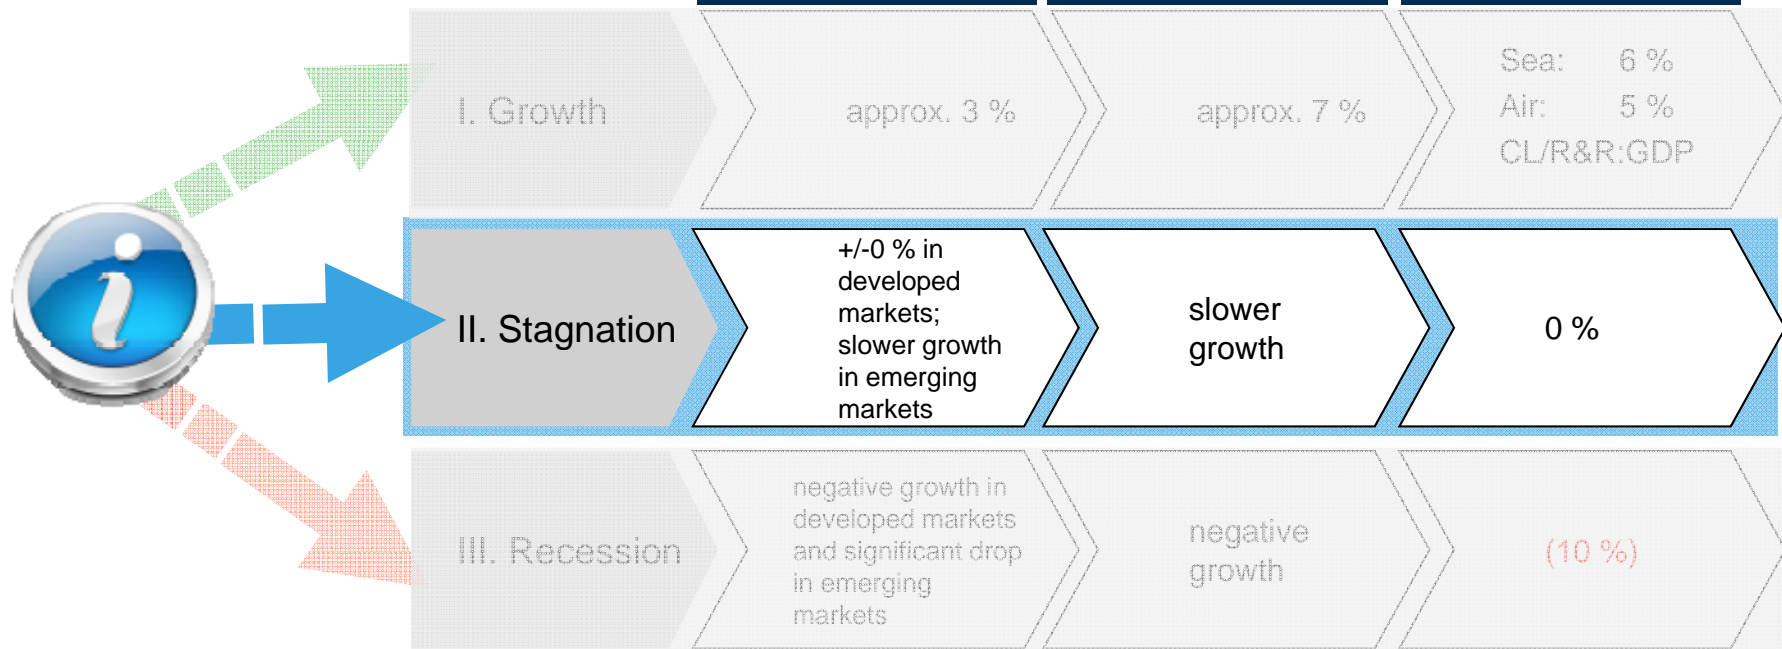 I. Growth
approx. 3 %
approx. 7 %
Sea: 6 %
Air: 5 %
CL/R&R:GDP
II. Stagnation
+/-0 % in
developed
markets;
slower growth
in emerging
markets
slower
growth
0 %
III. Recession
negative growth in
developed markets
and significant drop
in emerging
markets
negative
growth
(10 %)